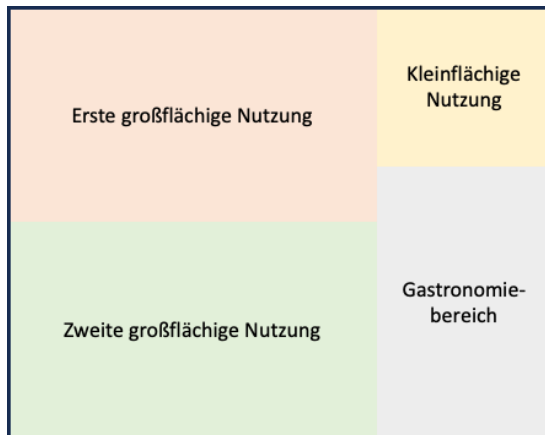 Erste großflächige Nutzung
Kleinflächige
Nutzung
Zweite großflächige Nutzung
Gastronomie-
bereich